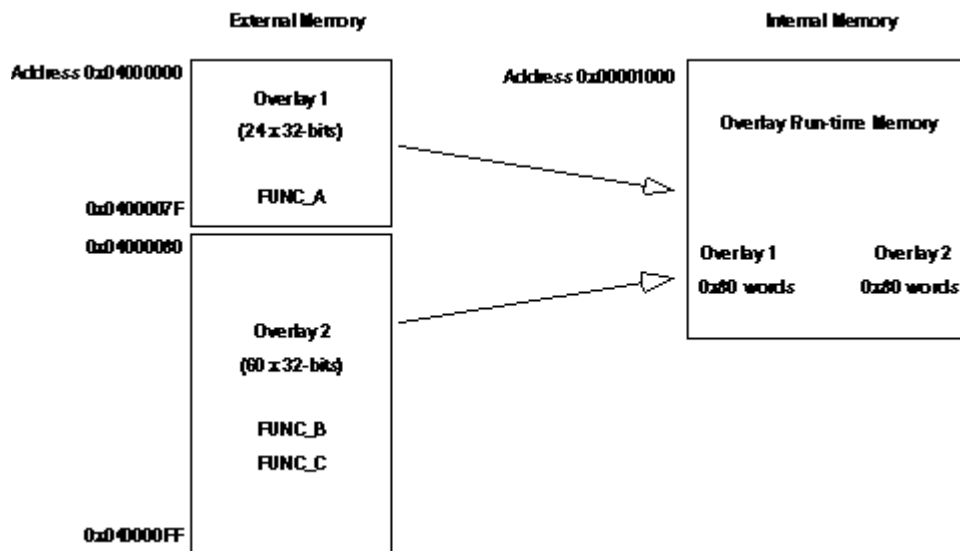 External Memory
Internal Memory
Address 0x04000000
Overlay 1
(24 x 32-bits)
FUNC_A
0x0400007F
0x04000080
Overlay 2
(60 x 32-bits)
FUNC_B
FUNC_C
0x040000FF
Address 0x00001000
Overlay Run-time Memory
Overlay 1
0x80 words
Overlay 2
0x80 words